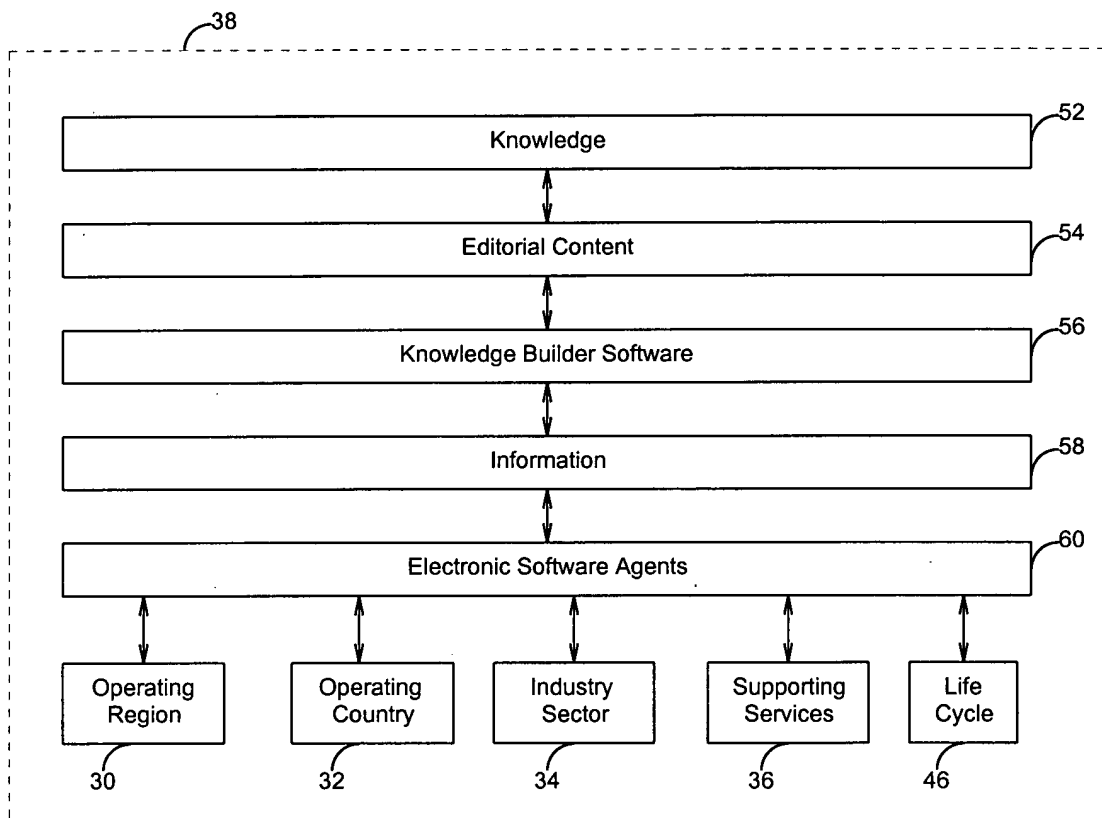 38
Knowledge
52
Editorial Content
54
Knowledge Builder Software
56
Information
58
Electronic Software Agents
60
Operating
Region
Operating
Country
Industry
Sector
Supporting
Services
Life
Cycle
30
32
34
36
46